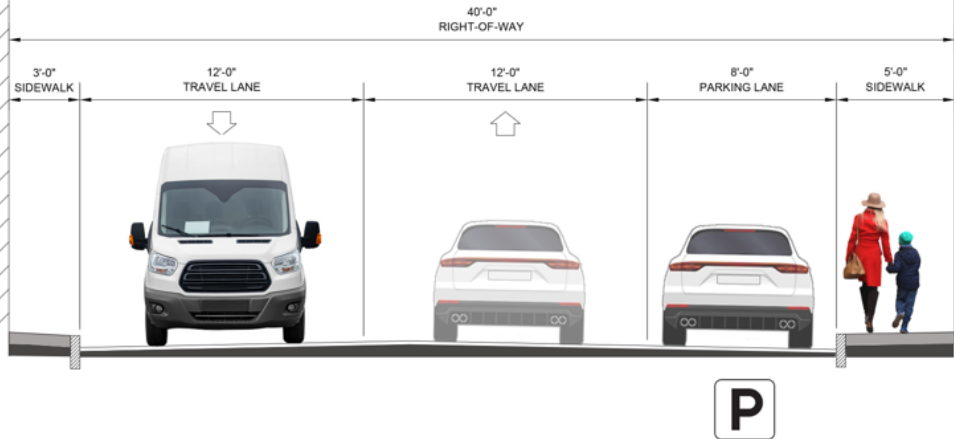 40'-0"
RIGHT-OF-WAY
3'-0"
SIDEWALK
12'-0"
TRAVEL LANE
12'-0"
TRAVEL LANE
8'-0"
PARKING LANE
5'-0"
SIDEWALK
P